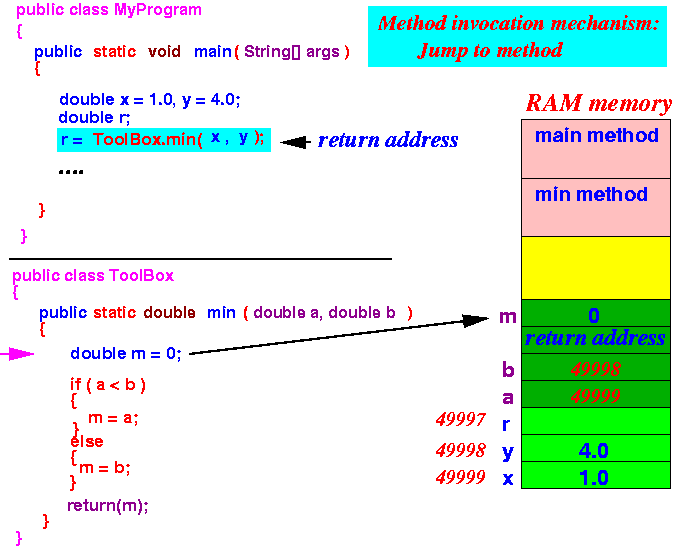 public class MyProgram
{
public static void main( String[] args )
{
double x = 1.0, y = 4.0;
double r;
r = ToolBox.min( x , y );
return address
....
}
}
Method invocation mechanism:
Jump to method
public class ToolBox
{
public static double min ( double a, double b )
{
double m = 0;
if ( a < b )
{
m = a;
}
else
{
m = b;
}
return(m);
}
}
RAM memory
main method
min method
m 0
return address
b 49998
a 49999
49997 r
49998 y 4.0
49999 x 1.0